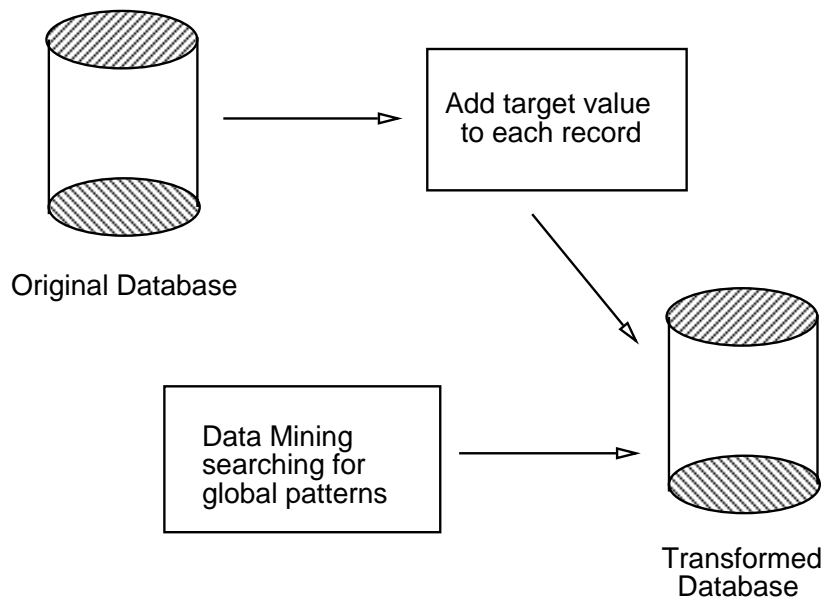 Add target value
to each record
Original Database
Data Mining
searching for
global patterns
Transformed
Database